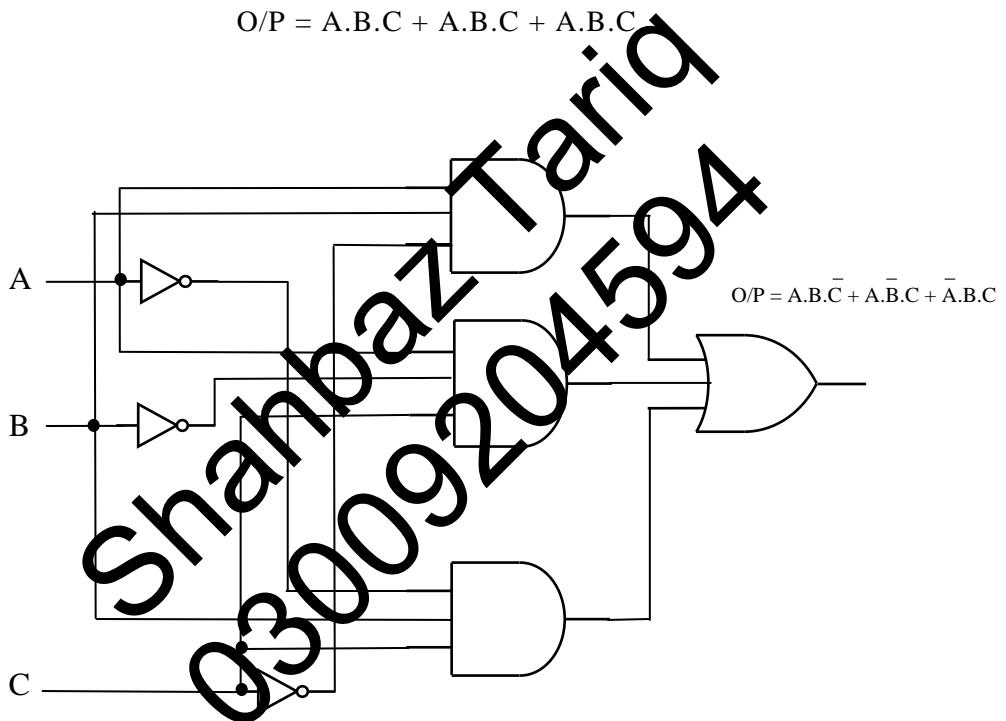 O/P = A.B.C + A.B.C + A.B.C
Shahbaz Tariq
03009204594
A
O/P = A.B.C̄ + A.B̄.C + Ā.B.C
B
C